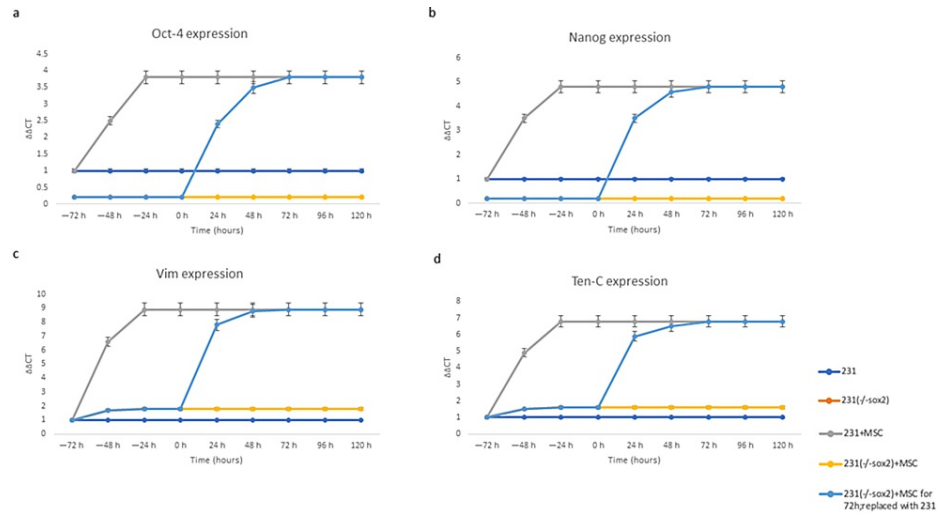 a
Oct-4 expression
4.5
4
3.5
3
2.5
2
1.5
1
0.5
0
ΔΔCT
−72 h −48 h −24 h 0 h 24 h 48 h 72 h 96 h 120 h
Time (hours)
b
Nanog expression
6
5
4
3
2
1
0
ΔΔCT
−72 h −48 h −24 h 0 h 24 h 48 h 72 h 96 h 120 h
Time (hours)
c
Vim expression
10
9
8
7
6
5
4
3
2
1
0
ΔΔCT
−72 h −48 h −24 h 0 h 24 h 48 h 72 h 96 h 120 h
Time (hours)
d
Ten-C expression
8
7
6
5
4
3
2
1
0
ΔΔCT
−72 h −48 h −24 h 0 h 24 h 48 h 72 h 96 h 120 h
Time (hours)
231
231(-/-sox2)
231+MSC
231(-/-sox2)+MSC
231(-/-sox2)+MSC for
72h;replaced with 231